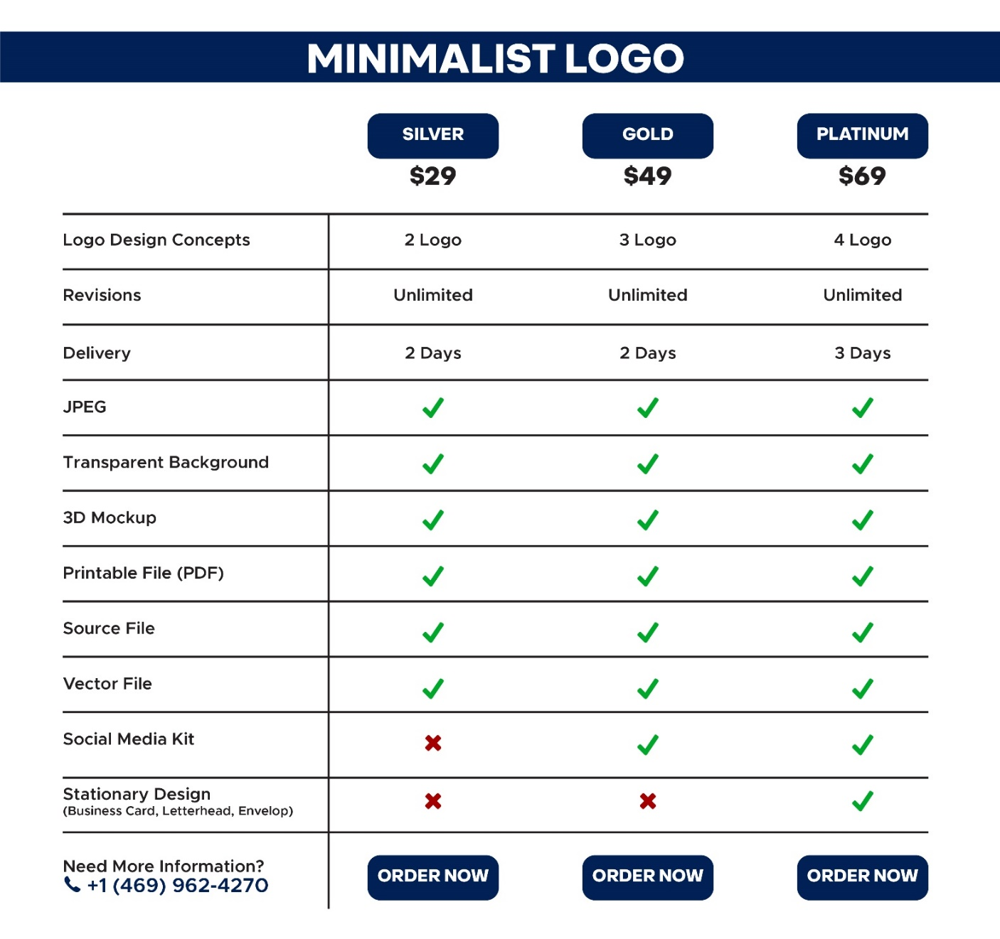 MINIMALIST LOGO
SILVER GOLD PLATINUM
$29 $49 $69
Logo Design Concepts 2 Logo 3 Logo 4 Logo
Revisions Unlimited Unlimited Unlimited
Delivery 2 Days 2 Days 3 Days
JPEG
Transparent Background
3D Mockup
Printable File (PDF)
Source File
Vector File
Social Media Kit
Stationary Design
(Business Card, Letterhead, Envelop)
Need More Information?
+1 (469) 962-4270
ORDER NOW ORDER NOW ORDER NOW